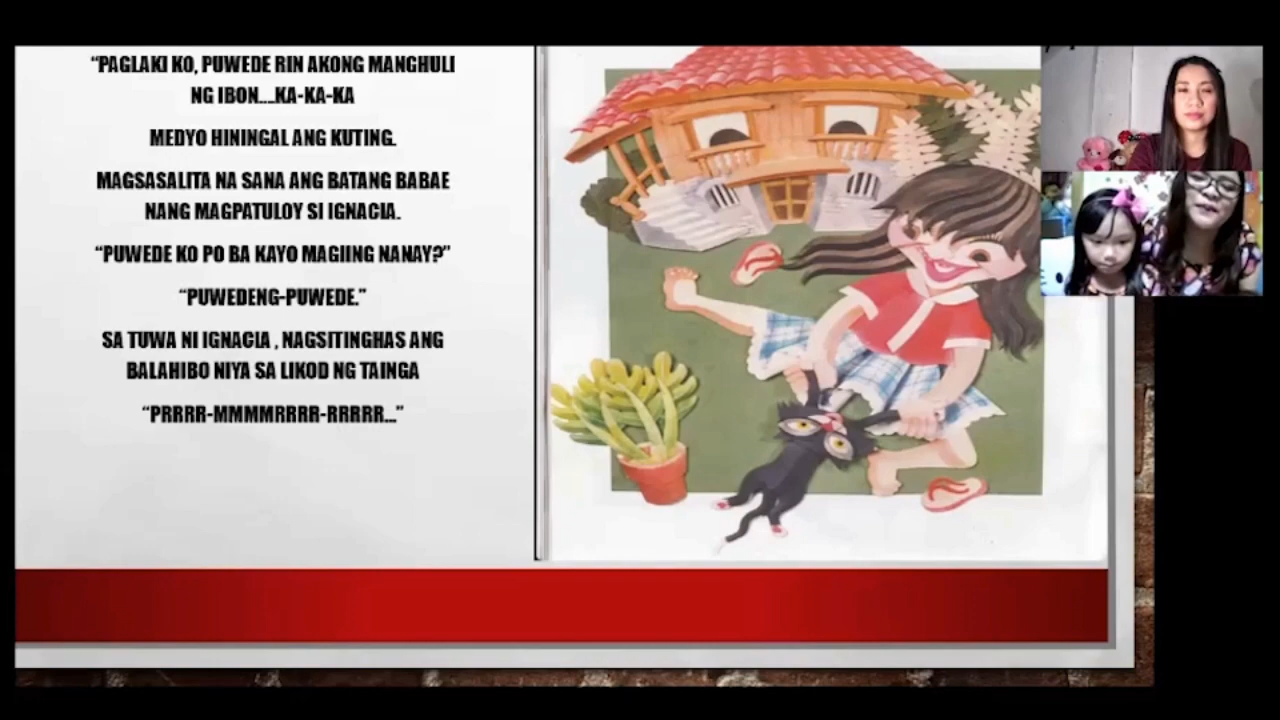 “PAGLAKI KO, PUWEDE RIN AKONG MANGHULI
NG IBON....KA-KA-KA
MEDYO HININGAL ANG KUTING.
MAGSASALITA NA SANA ANG BATANG BABAE
NANG MAGPATULOY SI IGNACIA.
“PUWEDE KO PO BA KAYO MAGIING NANAY?”
“PUWEDENG-PUWEDE.”
SA TUWA NI IGNACIA , NAGSITINGHAS ANG
BALAHIBO NIYA SA LIKOD NG TAINGA
“PRRRR-MMMMRRRR-RRRRR...”